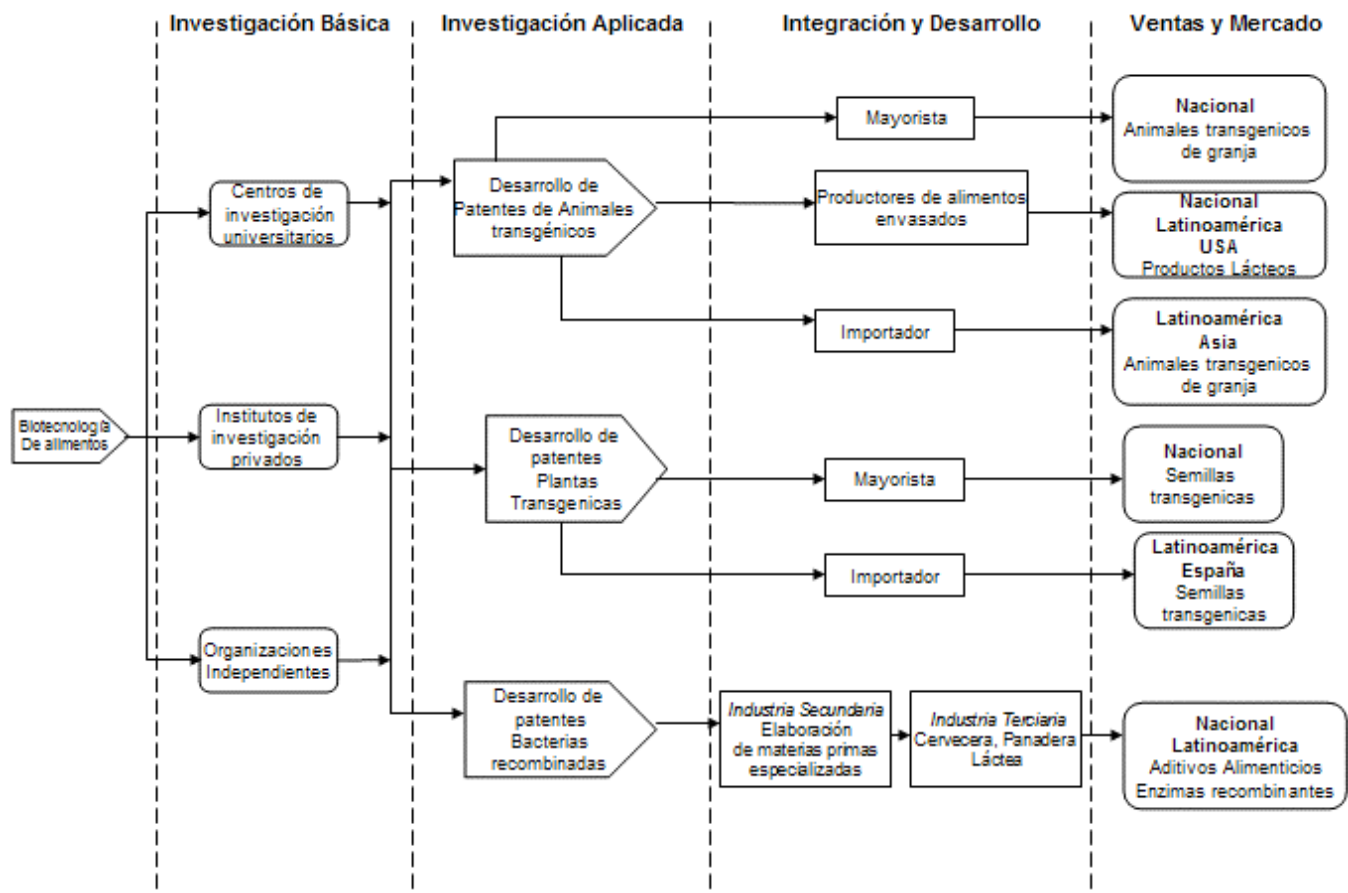 Investigación Básica
Investigación Aplicada
Integración y Desarrollo
Ventas y Mercado
Biotecnología
De alimentos
Centros de
investigación
universitarios
Institutos de
investigación
privados
Organizaciones
Independientes
Desarrollo de
Patentes de Animales
transgénicos
Desarrollo de
patentes
Plantas
Transgenicas
Desarrollo de
patentes
Bacterias
recombinadas
Mayorista
Productores de alimentos
envasados
Importador
Mayorista
Importador
Industria Secundaria
Elaboración
de materias primas
especializadas
Industria Terciaria
Cervecera, Panadera
Láctea
Nacional
Animales transgenicos
de granja
Nacional
Latinoamérica
USA
Productos Lácteos
Latinoamérica
Asia
Animales transgenicos
de granja
Nacional
Semillas
transgenicas
Latinoamérica
España
Semillas
transgenicas
Nacional
Latinoamérica
Aditivos Alimenticios
Enzimas recombinantes